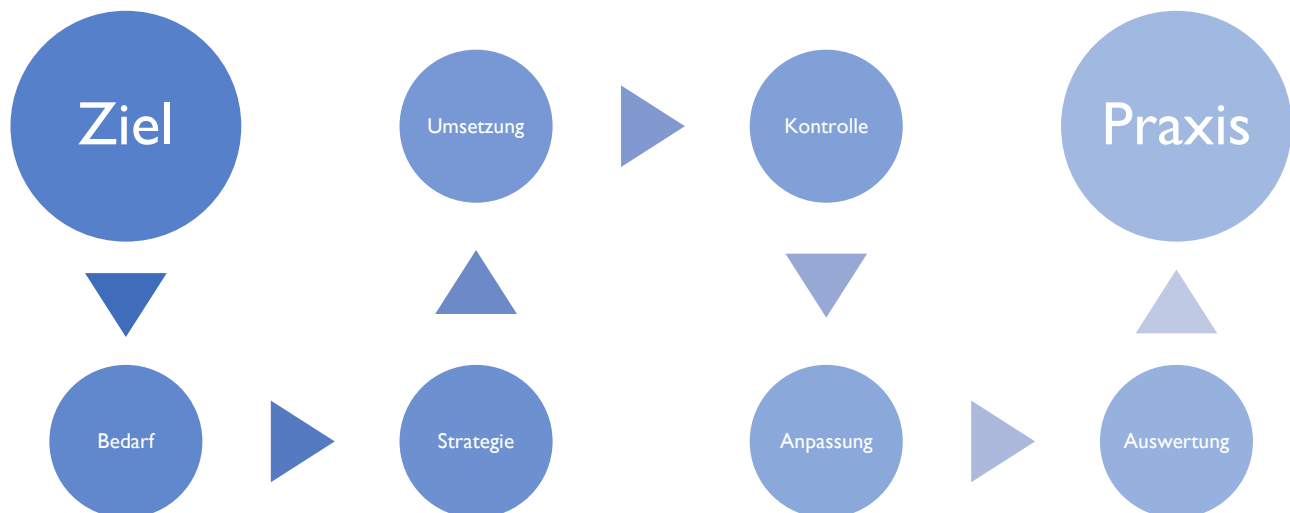 Ziel
Bedarf
Strategie
Umsetzung
Kontrolle
Anpassung
Auswertung
Praxis